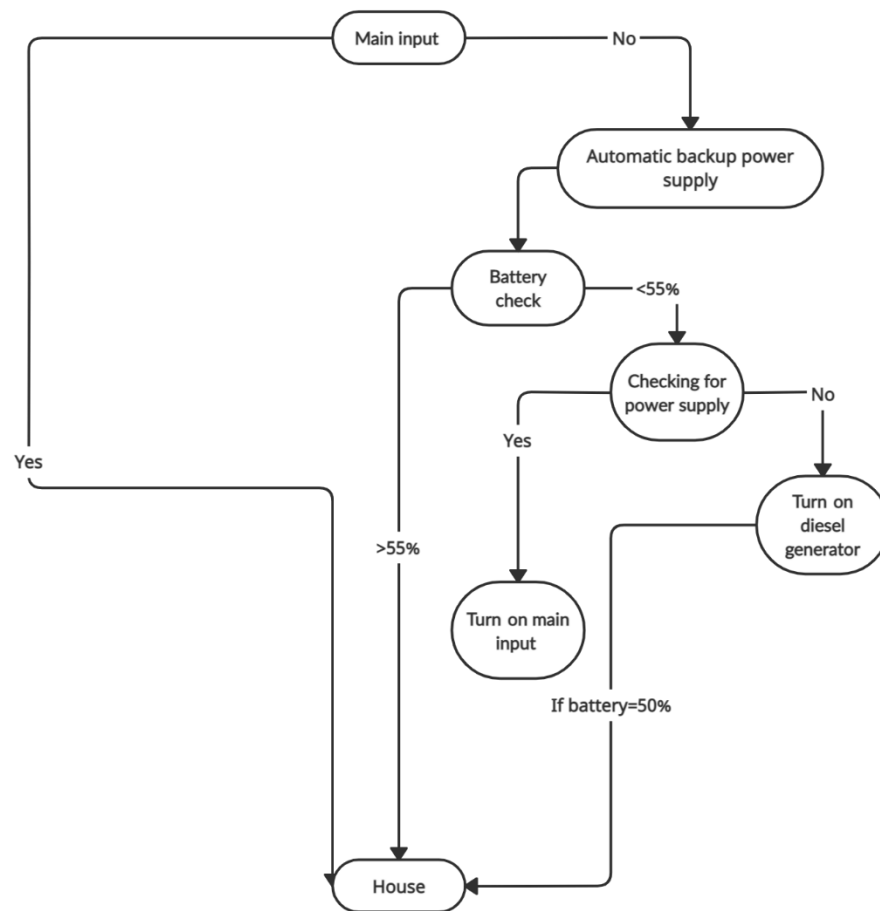 Main input
No
Automatic backup power
supply
Battery
check
<55%
Checking for
power supply
No
Yes
Yes
Turn on
diesel
generator
>55%
Turn on main
input
If battery=50%
House